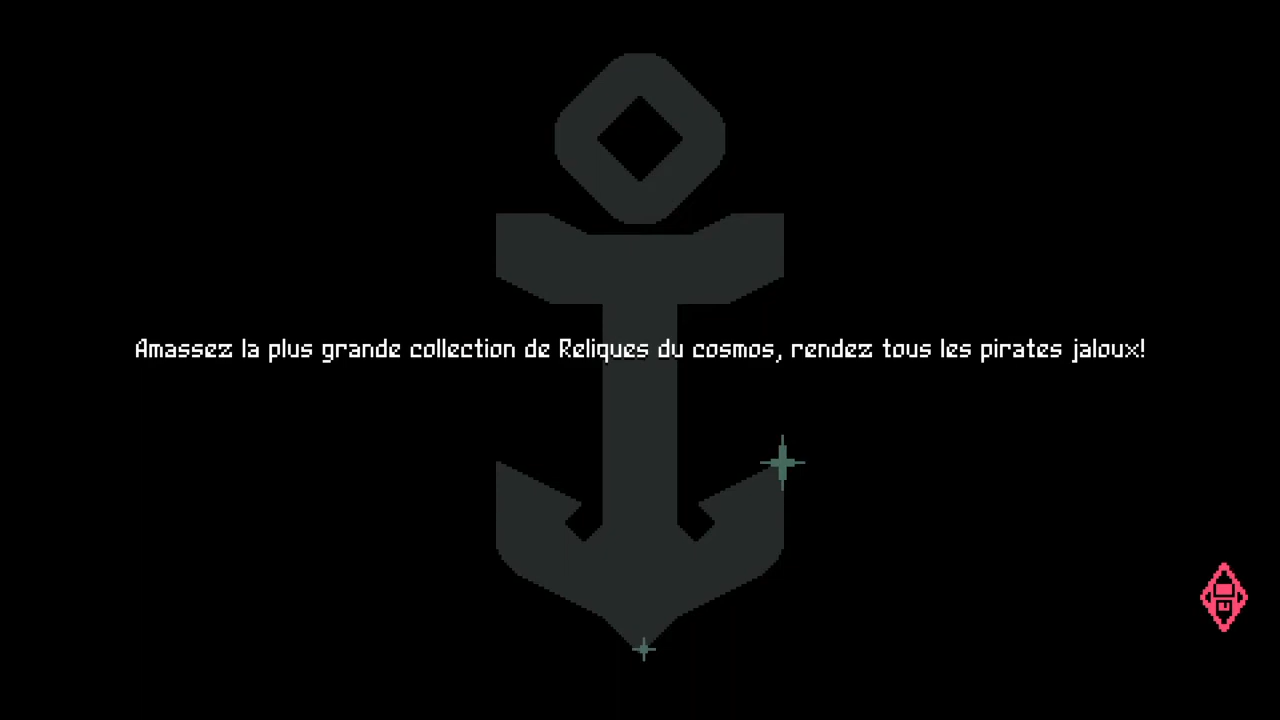 Amassez la plus grande collection de Reliques du cosmos, rendez tous les pirates jaloux!